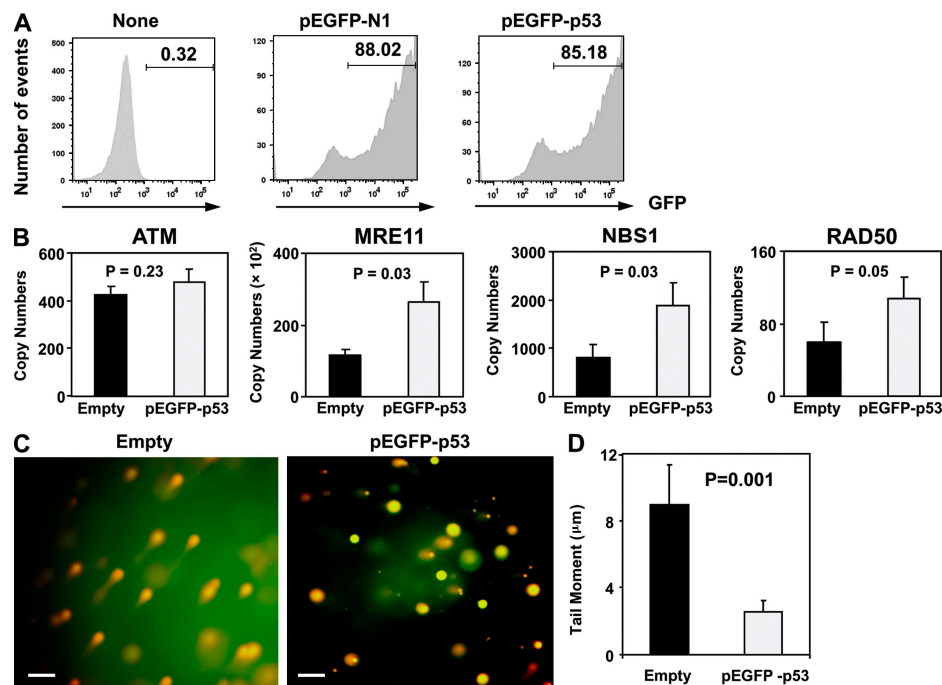 A
None
pEGFP-N1
pEGFP-p53
Number of events
500
400
300
200
100
0
0.32
10¹ 10² 10³ 10⁴ 10⁵
120
90
60
30
0
88.02
10¹ 10² 10³ 10⁴ 10⁵
120
90
60
30
0
85.18
10¹ 10² 10³ 10⁴ 10⁵
GFP
B
ATM
Copy Numbers
600
400
200
0
P = 0.23
Empty pEGFP-p53
MRE11
Copy Numbers (× 10²)
400
200
0
P = 0.03
Empty pEGFP-p53
NBS1
Copy Numbers
3000
2000
1000
0
P = 0.03
Empty pEGFP-p53
RAD50
Copy Numbers
160
80
0
P = 0.05
Empty pEGFP-p53
C
Empty
pEGFP-p53
D
Tail Moment (μm)
12
8
4
0
P=0.001
Empty pEGFP -p53